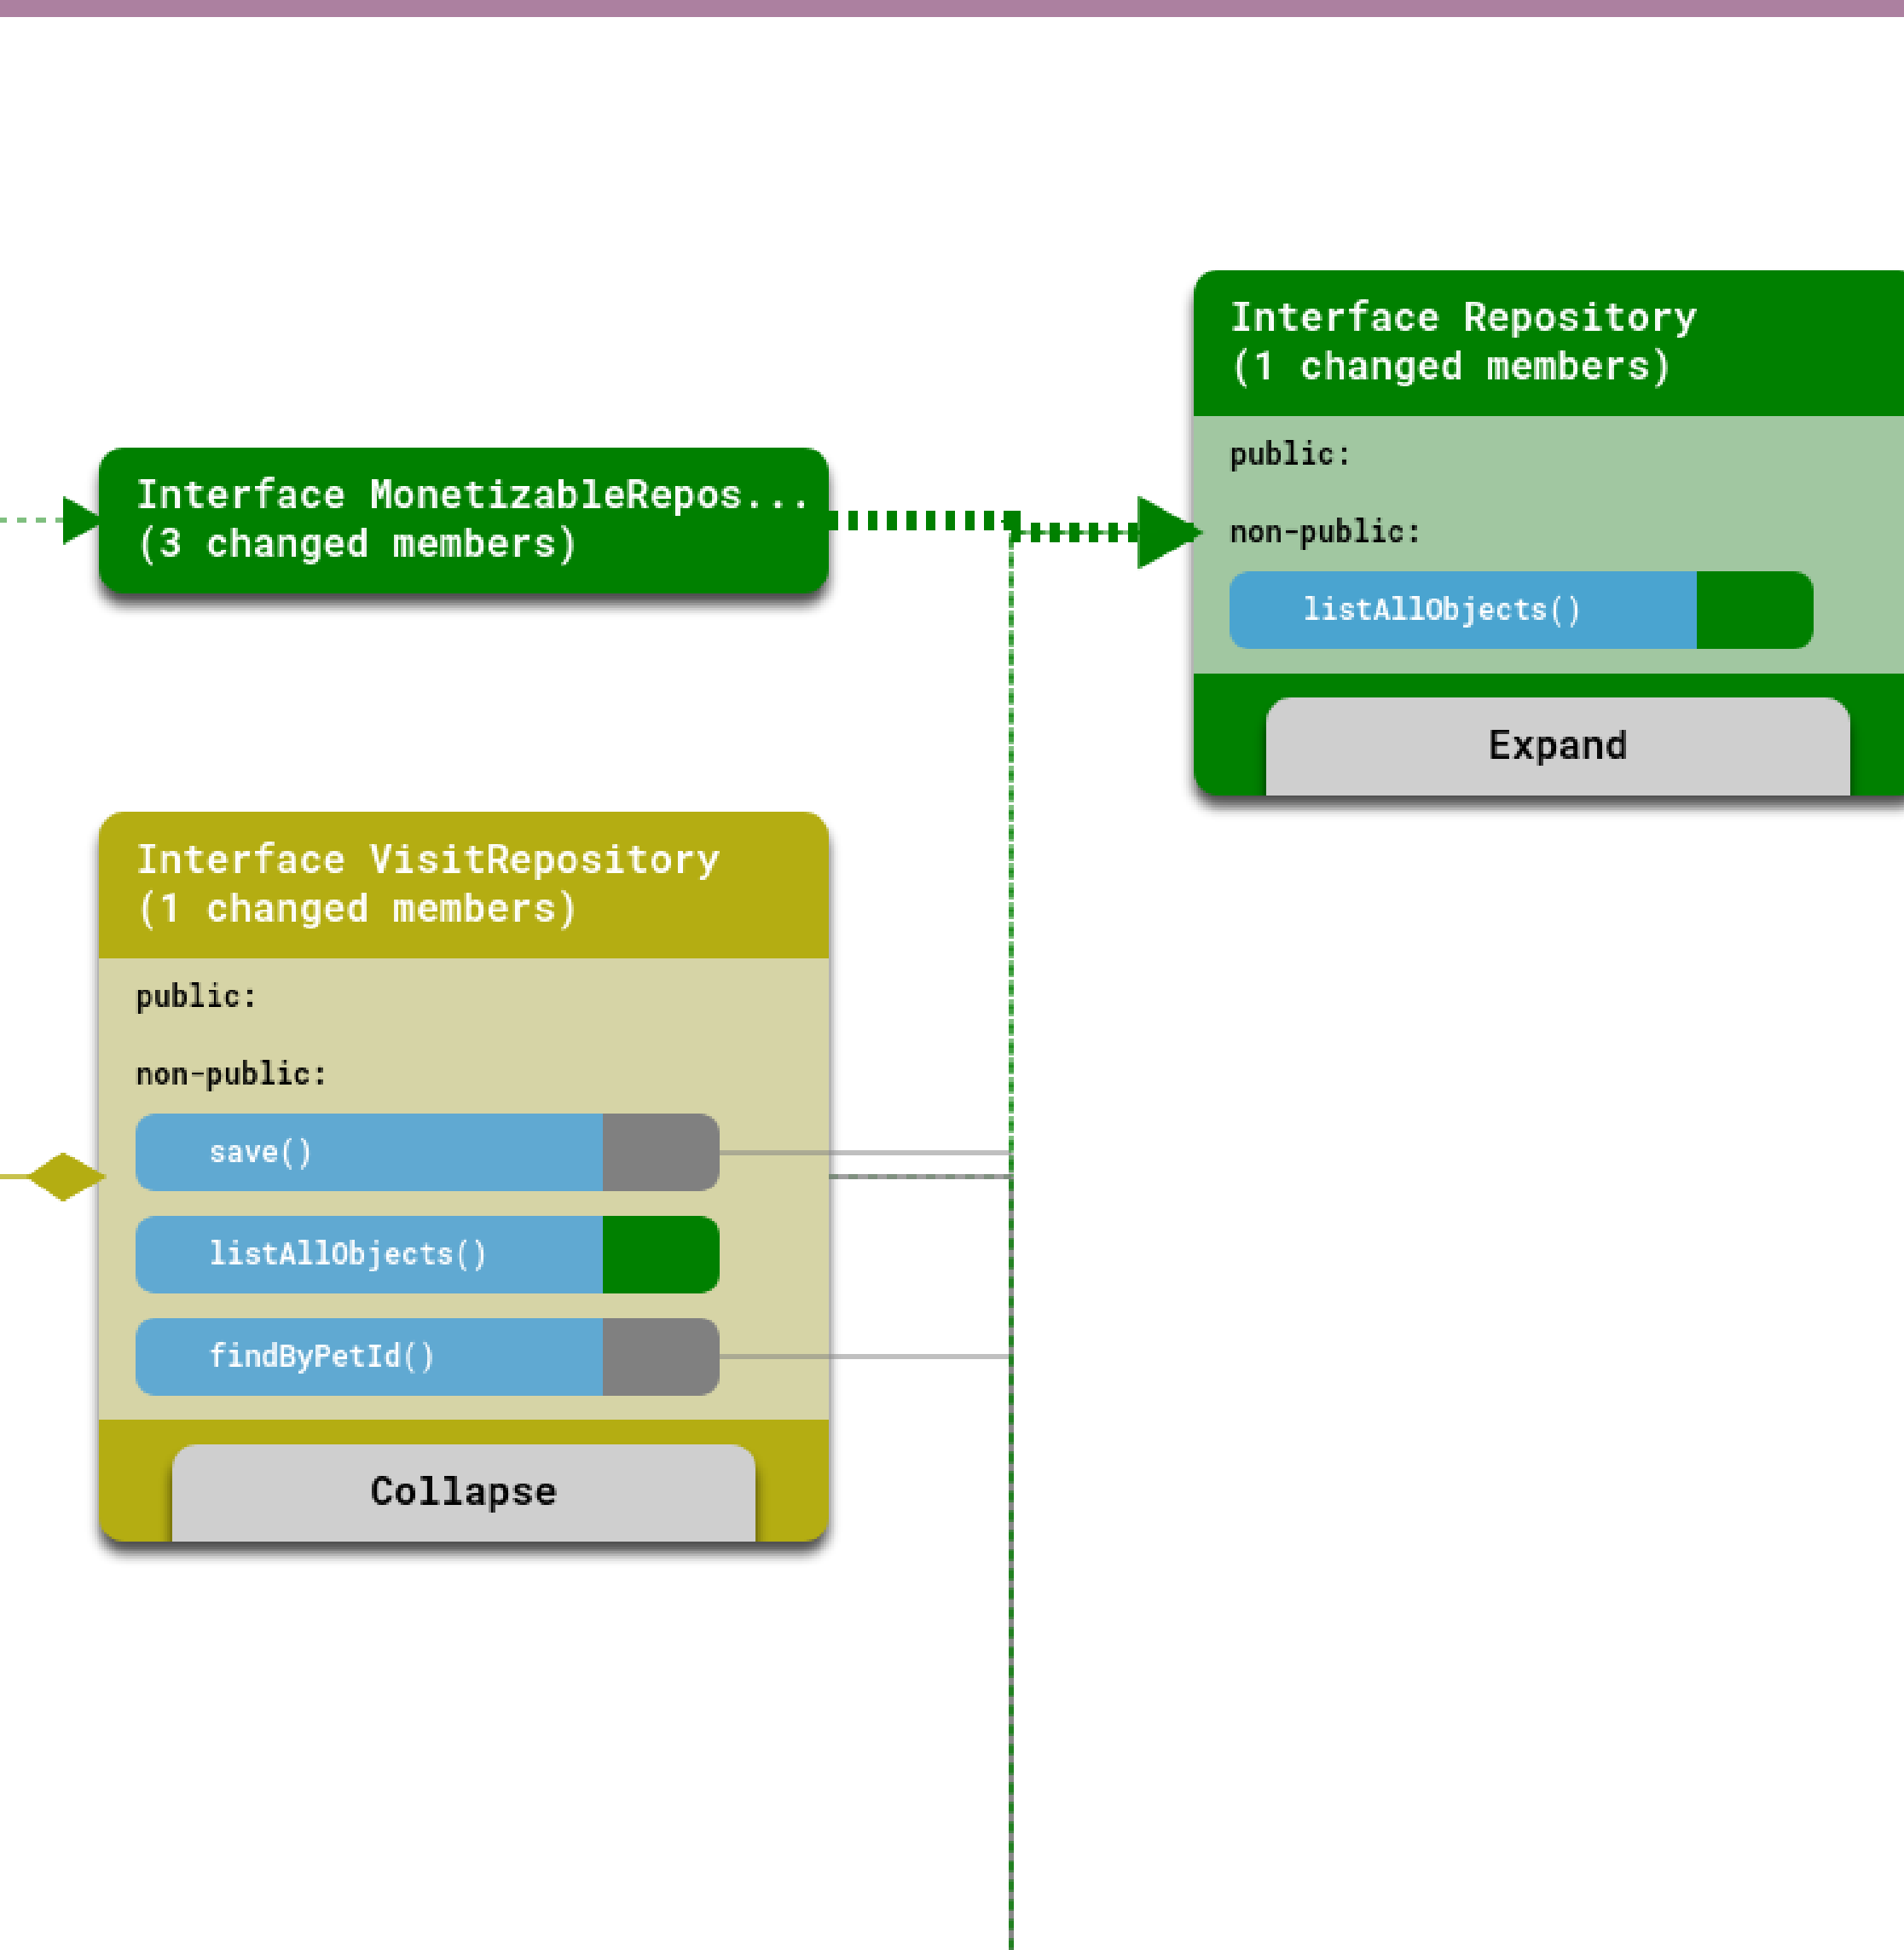 Interface Repository
(1 changed members)
public:
non-public:
listAllObjects()
Expand
Interface MonetizableRepos...
(3 changed members)
Interface VisitRepository
(1 changed members)
public:
non-public:
save()
listAllObjects()
findByPetId()
Collapse